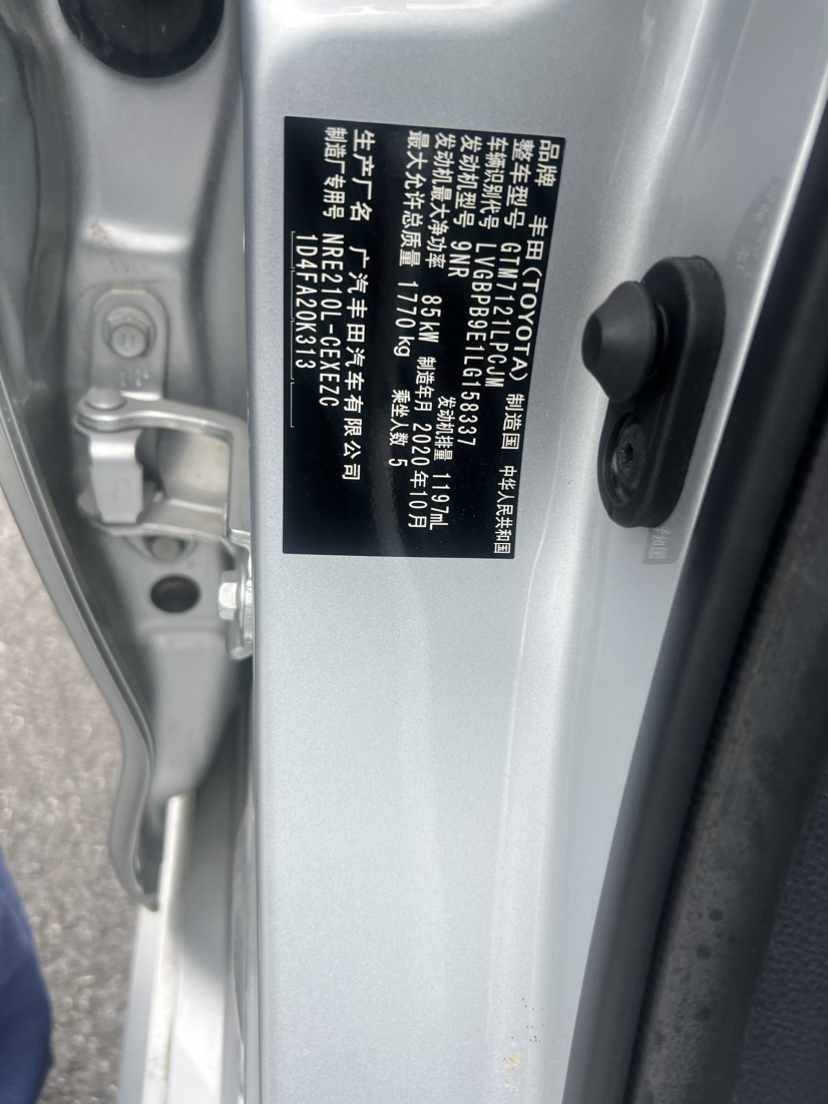 品牌 丰田(TOYOTA) 制造国 中华人民共和国
整车型号 GTM7121LPCJM
车辆识别代号 LVGBPB9E1LG158337
发动机型号 9NR 发动机排量 1197mL
发动机最大净功率 85kW 制造年月 2020年10月
最大允许总质量 1770kg 乘坐人数 5
生产厂名 广汽丰田汽车有限公司
制造厂专用号 NRE210L-CEXEZC
1D4FA20K313
和国